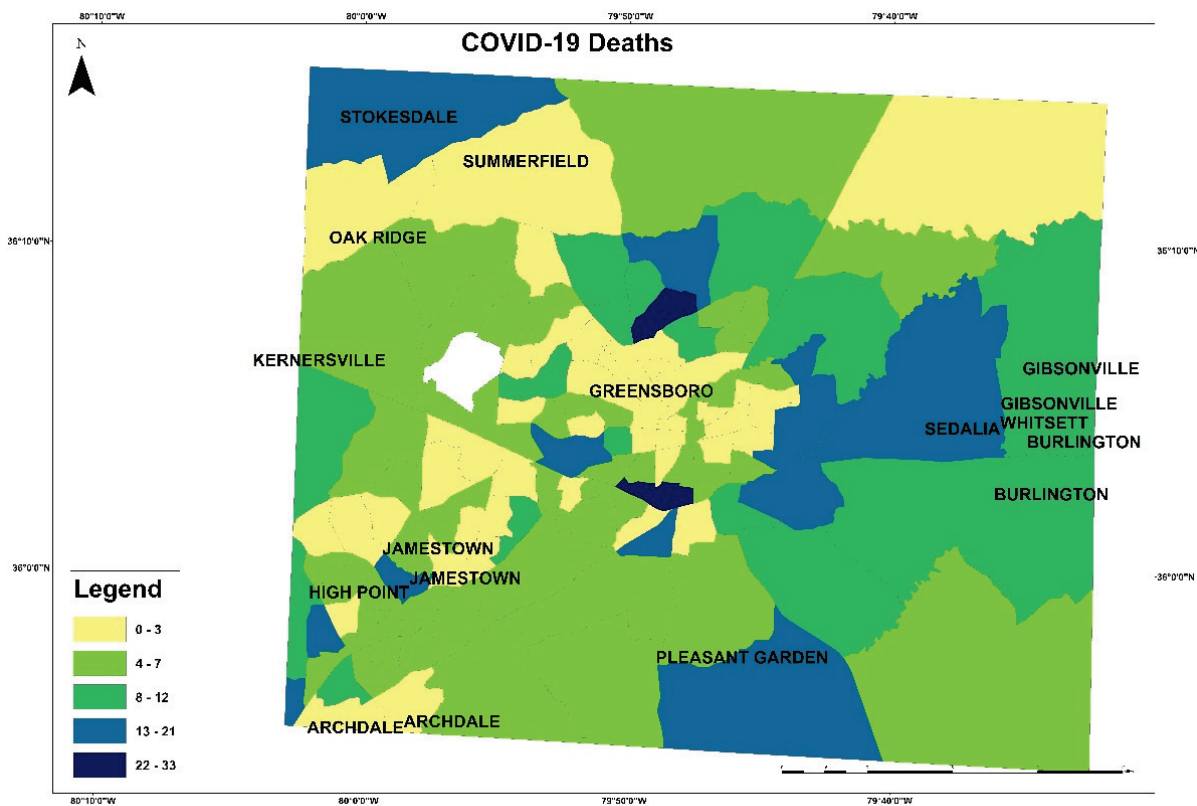 80°10'0"W 80°0'0"W 79°50'0"W 79°40'0"W
COVID-19 Deaths
N
STOKESDALE
SUMMERFIELD
OAK RIDGE
36°10'0"N
35°10'0"N
KERNERSVILLE
GREENSBORO
GIBSONVILLE
GIBSONVILLE
SEDALIA
WHITSETT
BURLINGTON
BURLINGTON
JAMESTOWN
JAMESTOWN
HIGH POINT
36°0'0"N
36°0'0"N
PLEASANT GARDEN
ARCHDALE
ARCHDALE
Legend
0 - 3
4 - 7
8 - 12
13 - 21
22 - 33
80°10'0"W 80°0'0"W 79°50'0"W 79°40'0"W